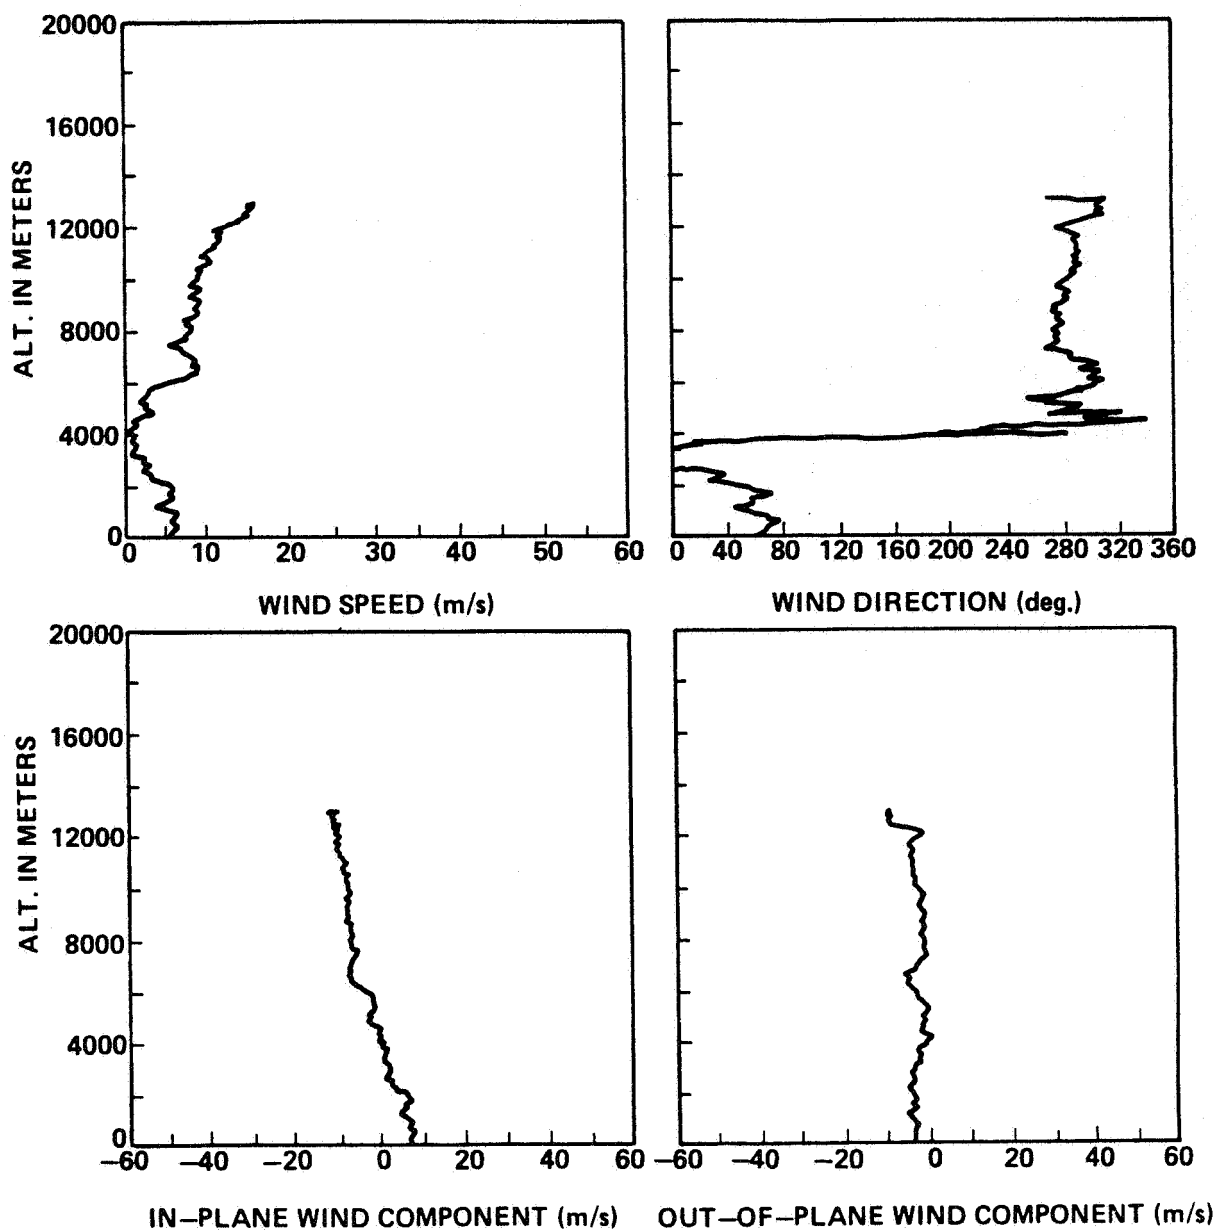 20000
16000
12000
8000
4000
0
ALT. IN METERS
0 10 20 30 40 50 60
WIND SPEED (m/s)
0 40 80 120 160 200 240 280 320 360
WIND DIRECTION (deg.)
20000
16000
12000
8000
4000
0
ALT. IN METERS
−60 −40 −20 0 20 40 60
IN−PLANE WIND COMPONENT (m/s)
−60 −40 −20 0 20 40 60
OUT−OF−PLANE WIND COMPONENT (m/s)